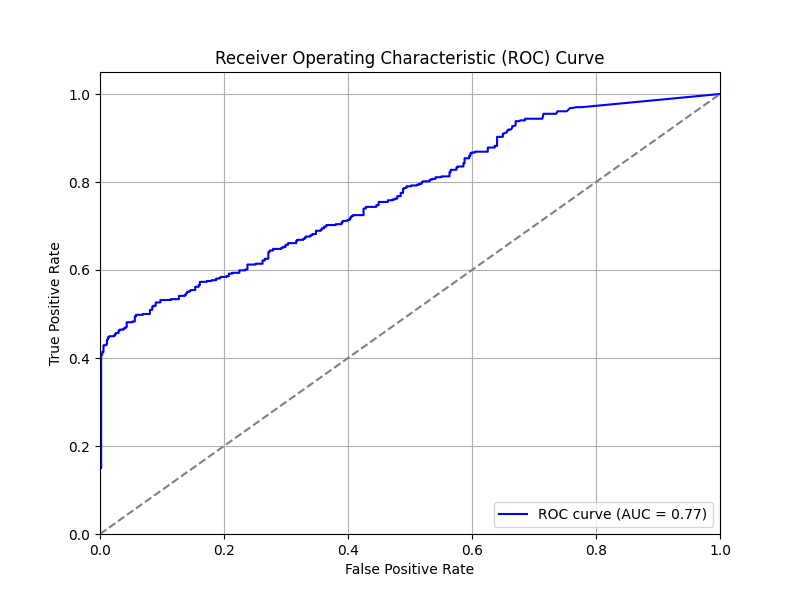 Receiver Operating Characteristic (ROC) Curve
1.0
0.8
0.6
0.4
0.2
0.0
True Positive Rate
ROC curve (AUC = 0.77)
0.0 0.2 0.4 0.6 0.8 1.0
False Positive Rate